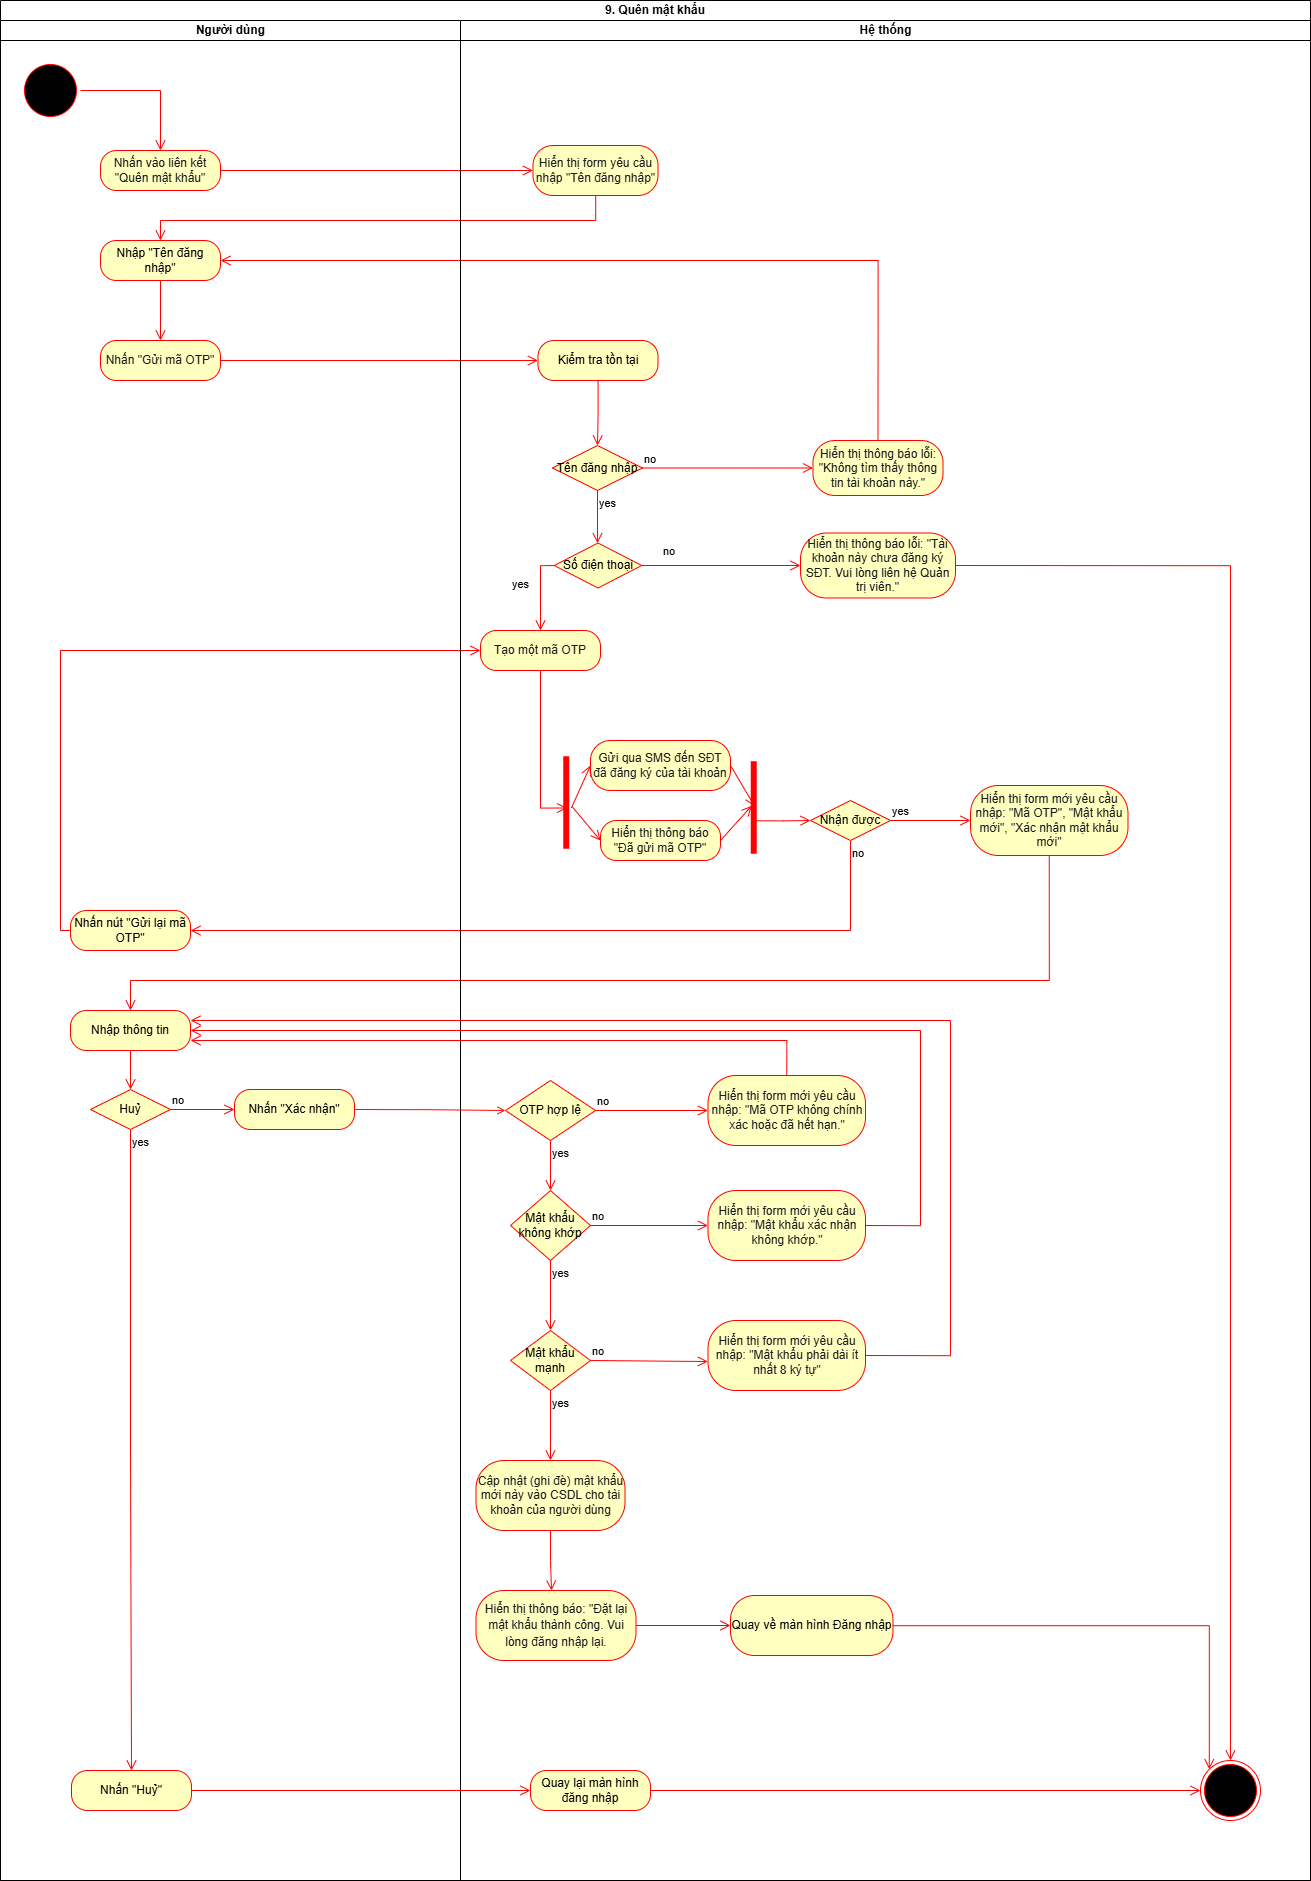 9. Quên mật khẩu
Người dùng
Hệ thống
Nhấn vào liên kết
"Quên mật khẩu"
Hiển thị form yêu cầu
nhập "Tên đăng nhập"
Nhập "Tên đăng
nhập"
Nhấn "Gửi mã OTP"
Kiểm tra tồn tại
Tên đăng nhập
no
Hiển thị thông báo lỗi:
"Không tìm thấy thông
tin tài khoản này."
yes
Số điện thoại
no
Hiển thị thông báo lỗi: "Tài
khoản này chưa đăng ký
SĐT. Vui lòng liên hệ Quản
trị viên."
yes
Tạo một mã OTP
Gửi qua SMS đến SĐT
đã đăng ký của tài khoản
Hiển thị thông báo
"Đã gửi mã OTP"
Nhận được
yes
Hiển thị form mới yêu cầu
nhập: "Mã OTP", "Mật khẩu
mới", "Xác nhận mật khẩu
mới"
no
Nhấn nút "Gửi lại mã
OTP"
Nhập thông tin
Huỷ
no
Nhấn "Xác nhận"
yes
OTP hợp lệ
no
Hiển thị form mới yêu cầu
nhập: "Mã OTP không chính
xác hoặc đã hết hạn."
yes
Mật khẩu
không khớp
no
Hiển thị form mới yêu cầu
nhập: "Mật khẩu xác nhận
không khớp."
yes
Mật khẩu
mạnh
no
Hiển thị form mới yêu cầu
nhập: "Mật khẩu phải dài ít
nhất 8 ký tự"
yes
Cập nhật (ghi đè) mật khẩu
mới này vào CSDL cho tài
khoản của người dùng
Hiển thị thông báo: "Đặt lại
mật khẩu thành công. Vui
lòng đăng nhập lại.
Quay về màn hình Đăng nhập
Nhấn "Huỷ"
Quay lại màn hình
đăng nhập